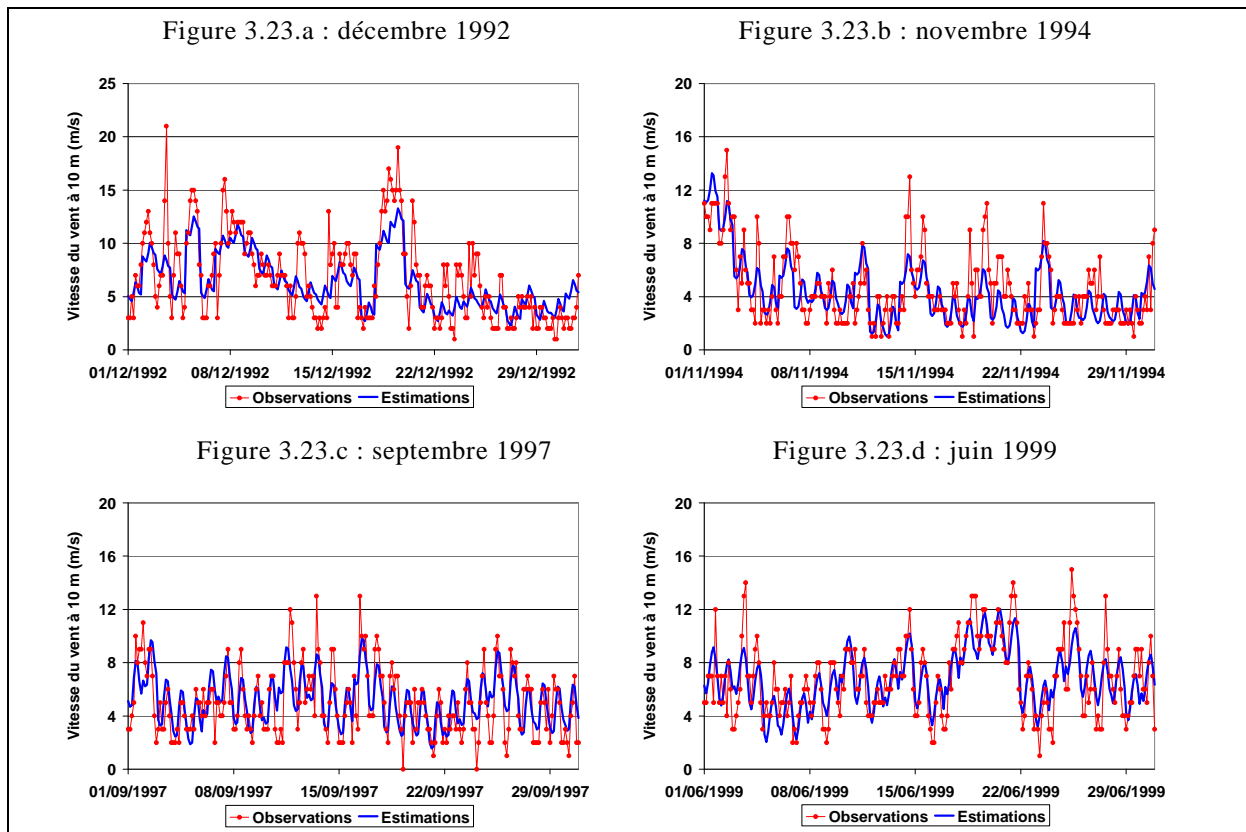 Figure 3.23.a : décembre 1992
Vitesse du vent à 10 m (m/s)
25
20
15
10
5
0
01/12/1992 08/12/1992 15/12/1992 22/12/1992 29/12/1992
Observations Estimations
Figure 3.23.b : novembre 1994
Vitesse du vent à 10 m (m/s)
20
16
12
8
4
0
01/11/1994 08/11/1994 15/11/1994 22/11/1994 29/11/1994
Observations Estimations
Figure 3.23.c : septembre 1997
Vitesse du vent à 10 m (m/s)
20
16
12
8
4
0
01/09/1997 08/09/1997 15/09/1997 22/09/1997 29/09/1997
Observations Estimations
Figure 3.23.d : juin 1999
Vitesse du vent à 10 m (m/s)
20
16
12
8
4
0
01/06/1999 08/06/1999 15/06/1999 22/06/1999 29/06/1999
Observations Estimations